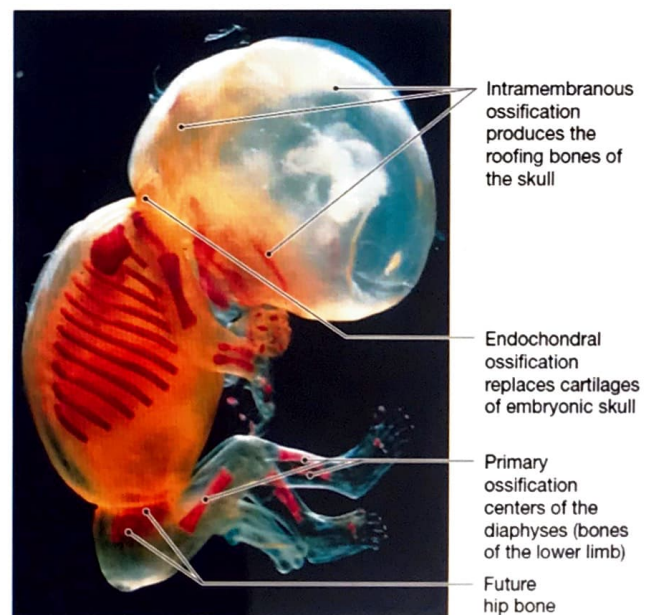 Intramembranous
ossification
produces the
roofing bones of
the skull
Endochondral
ossification
replaces cartilages
of embryonic skull
Primary
ossification
centers of the
diaphyses (bones
of the lower limb)
Future
hip bone